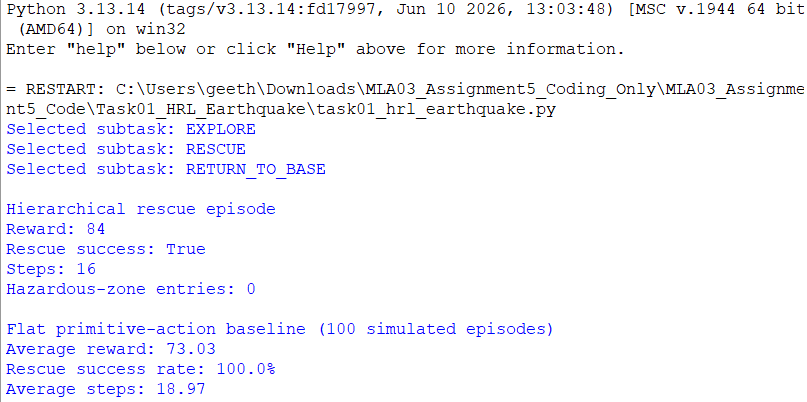 Python 3.13.14 (tags/v3.13.14:fd17997, Jun 10 2026, 13:03:48) [MSC v.1944 64 bit
(AMD64)] on win32
Enter "help" below or click "Help" above for more information.
= RESTART: C:\Users\geeth\Downloads\MLA03_Assignment5_Coding_Only\MLA03_Assignme
nt5_Code\Task01_HRL_Earthquake\task01_hrl_earthquake.py
Selected subtask: EXPLORE
Selected subtask: RESCUE
Selected subtask: RETURN_TO_BASE
Hierarchical rescue episode
Reward: 84
Rescue success: True
Steps: 16
Hazardous-zone entries: 0
Flat primitive-action baseline (100 simulated episodes)
Average reward: 73.03
Rescue success rate: 100.0%
Average steps: 18.97